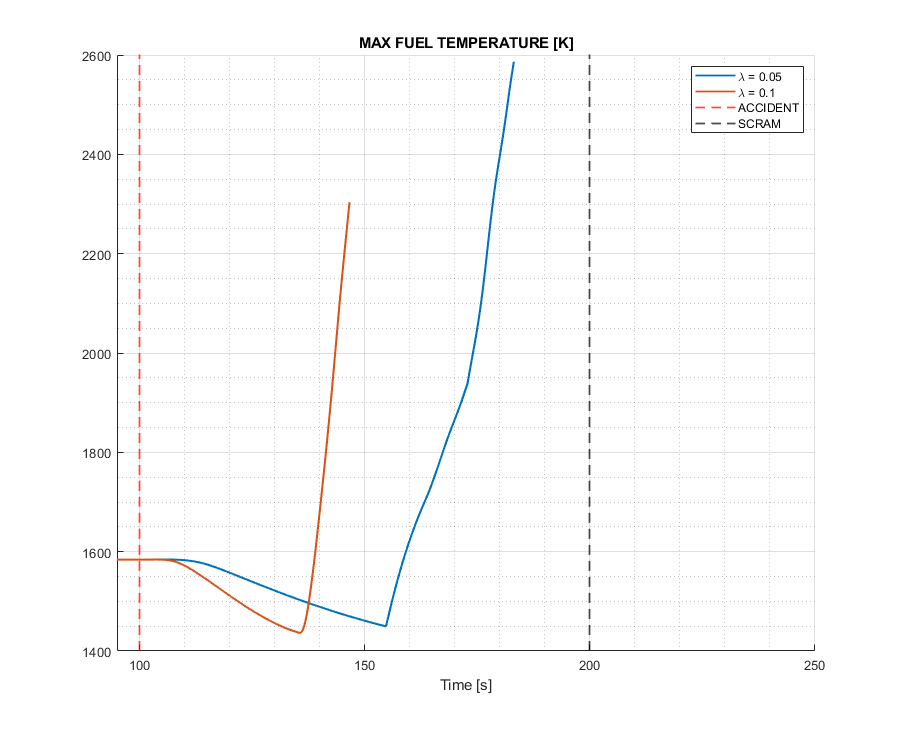 MAX FUEL TEMPERATURE [K]
2600
2400
2200
2000
1800
1600
1400
100
150
200
250
Time [s]
λ = 0.05
λ = 0.1
ACCIDENT
SCRAM